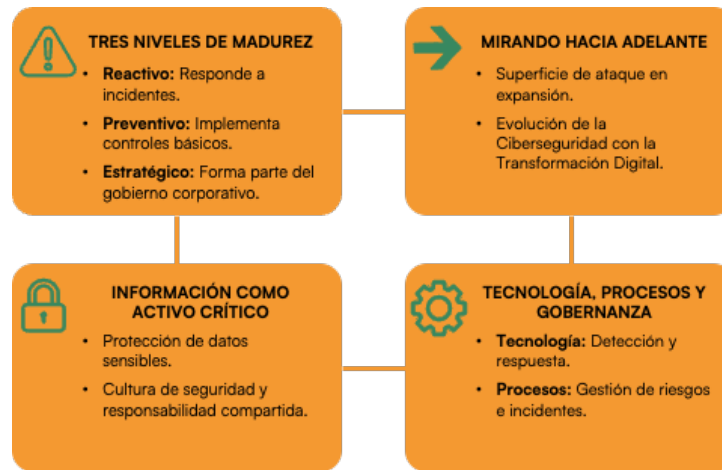 TRES NIVELES DE MADUREZ
• Reactivo: Responde a
incidentes.
• Preventivo: Implementa
controles básicos.
• Estratégico: Forma parte del
gobierno corporativo.
MIRANDO HACIA ADELANTE
• Superficie de ataque en
expansión.
• Evolución de la
Ciberseguridad con la
Transformación Digital.
INFORMACIÓN COMO
ACTIVO CRÍTICO
• Protección de datos
sensibles.
• Cultura de seguridad y
responsabilidad compartida.
TECNOLOGÍA, PROCESOS Y
GOBERNANZA
• Tecnología: Detección y
respuesta.
• Procesos: Gestión de riesgos
e incidentes.